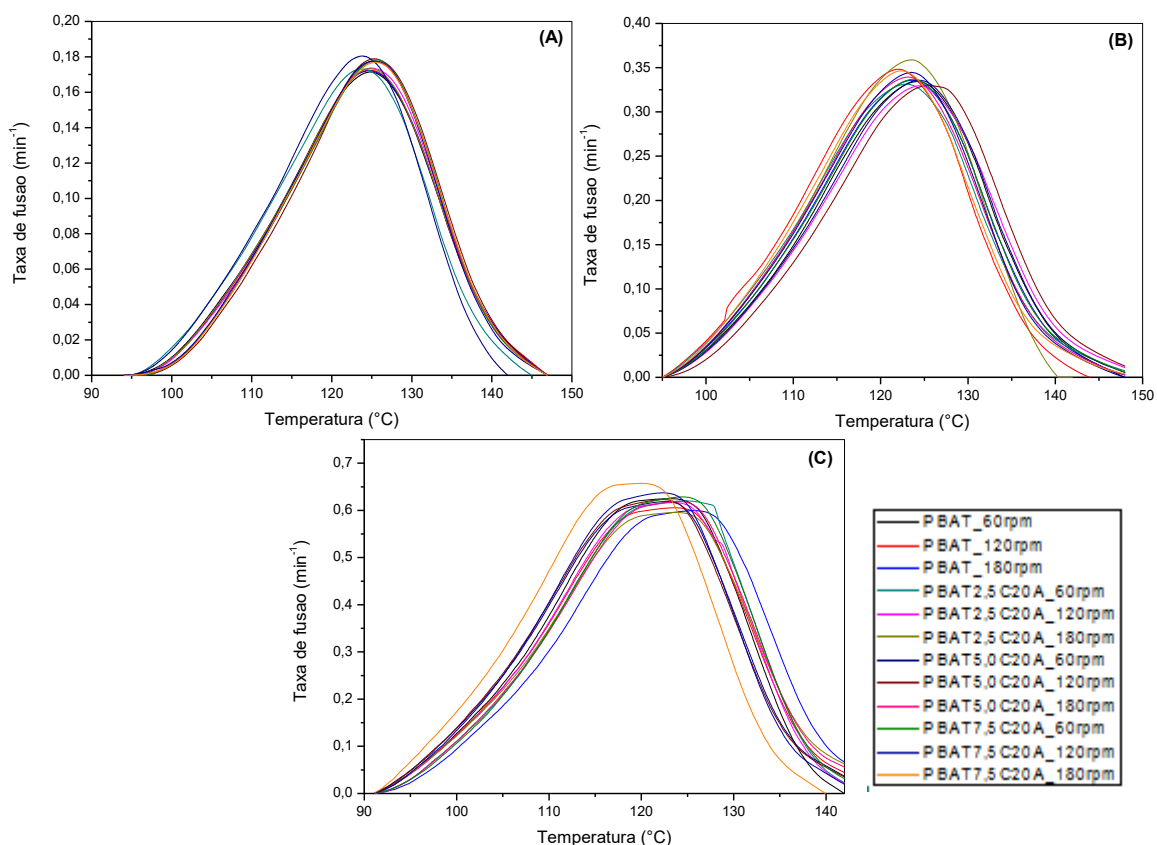 (A)
Taxa de fusao (min⁻¹)
0,20
0,18
0,16
0,14
0,12
0,10
0,08
0,06
0,04
0,02
0,00
90 100 110 120 130 140 150
Temperatura (°C)
(B)
Taxa de fusao (min⁻¹)
0,40
0,35
0,30
0,25
0,20
0,15
0,10
0,05
0,00
100 110 120 130 140 150
Temperatura (°C)
(C)
Taxa de fusao (min⁻¹)
0,7
0,6
0,5
0,4
0,3
0,2
0,1
0,0
90 100 110 120 130 140
Temperatura (°C)
PBAT_60rpm
PBAT_120rpm
PBAT_180rpm
PBAT2,5C20A_60rpm
PBAT2,5C20A_120rpm
PBAT2,5C20A_180rpm
PBAT5,0C20A_60rpm
PBAT5,0C20A_120rpm
PBAT5,0C20A_180rpm
PBAT7,5C20A_60rpm
PBAT7,5C20A_120rpm
PBAT7,5C20A_180rpm